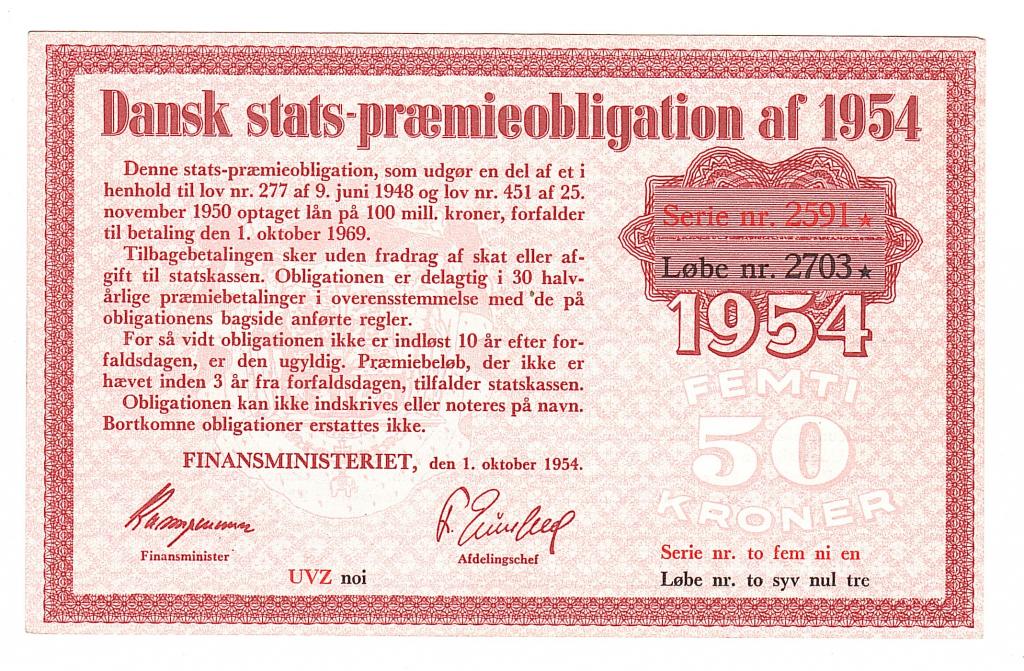 Dansk stats-præmieobligation af 1954
Denne stats-præmieobligation, som udgør en del af et i
henhold til lov nr. 277 af 9. juni 1948 og lov nr. 451 af 25.
november 1950 optaget lån på 100 mill. kroner, forfalder
til betaling den 1. oktober 1969.
Tilbagebetalingen sker uden fradrag af skat eller af-
gift til statskassen. Obligationen er delagtig i 30 halv-
årlige præmiebetalinger i overensstemmelse med de på
obligationens bagside anførte regler.
For så vidt obligationen ikke er indløst 10 år efter for-
faldsdagen, er den ugyldig. Præmiebeløb, der ikke er
hævet inden 3 år fra forfaldsdagen, tilfalder statskassen.
Obligationen kan ikke indskrives eller noteres på navn.
Bortkomne obligationer erstattes ikke.
FINANSMINISTERIET, den 1. oktober 1954.
Finansminister
Afdelingschef
UVZ noi
Serie nr. 2591 ★
Løbe nr. 2703 ★
1954
FEMTI
50
KRONER
Serie nr. to fem ni en
Løbe nr. to syv nul tre